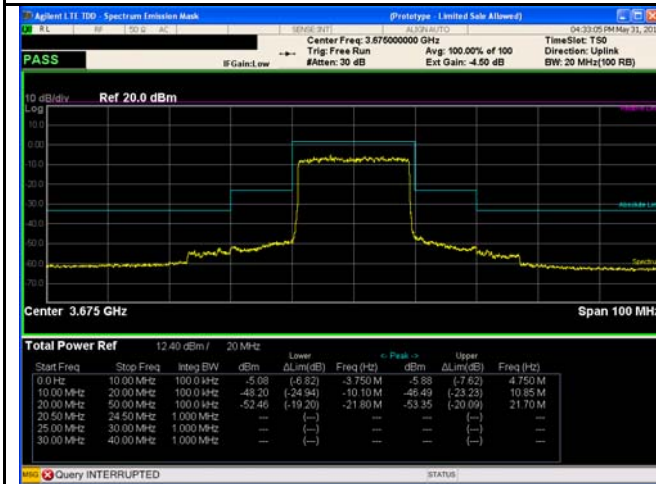 Agilent LTE TDD - Spectrum Emission Mask (Prototype - Limited Sale Allowed)
RL RF 50 Ω AC SENSE:INT ALIGN AUTO 04:33:05 PM May 31, 201
Center Freq: 3.675000000 GHz TimeSlot: TS0
Trig: Free Run Avg: 100.00% of 100 Direction: Uplink
PASS IFGain:Low #Atten: 30 dB Ext Gain: -4.50 dB BW: 20 MHz(100 RB)
10 dB/div Ref 20.0 dBm
Log
10.0
0.00
-10.0
-20.0
-30.0
Absolute Lim
-40.0
-50.0
-60.0
Spectru
-70.0
Center 3.675 GHz Span 100 MHz
Total Power Ref 12.40 dBm / 20 MHz
Lower <- Peak -> Upper
Start Freq Stop Freq Integ BW dBm ΔLim(dB) Freq (Hz) dBm ΔLim(dB) Freq (Hz)
0.0 Hz 10.00 MHz 100.0 kHz -5.08 (-6.82) -3.750 M -5.88 (-7.62) 4.750 M
10.00 MHz 20.00 MHz 100.0 kHz -48.20 (-24.94) -10.10 M -46.49 (-23.23) 10.85 M
20.00 MHz 50.00 MHz 100.0 kHz -52.46 (-19.20) -21.80 M -53.35 (-20.09) 21.70 M
20.50 MHz 24.50 MHz 1.000 MHz --- (---) --- --- (---) ---
25.00 MHz 30.00 MHz 1.000 MHz --- (---) --- --- (---) ---
30.00 MHz 40.00 MHz 1.000 MHz --- (---) --- --- (---) ---
MSG Query INTERRUPTED STATUS